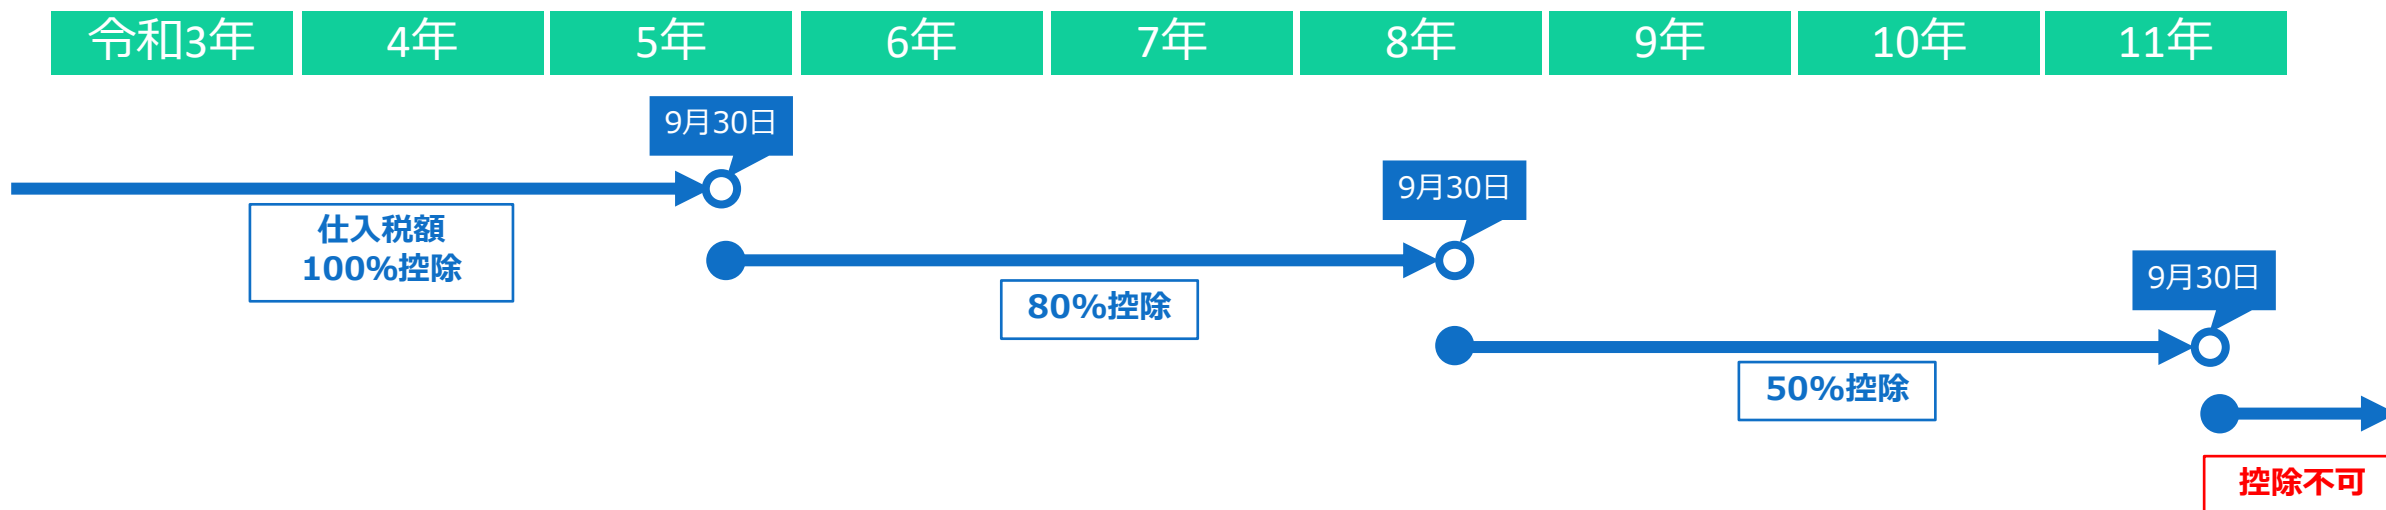 令和3年
4年
5年
6年
7年
8年
9年
10年
11年
9月30日
仕入税額
100%控除
9月30日
80%控除
9月30日
50%控除
控除不可